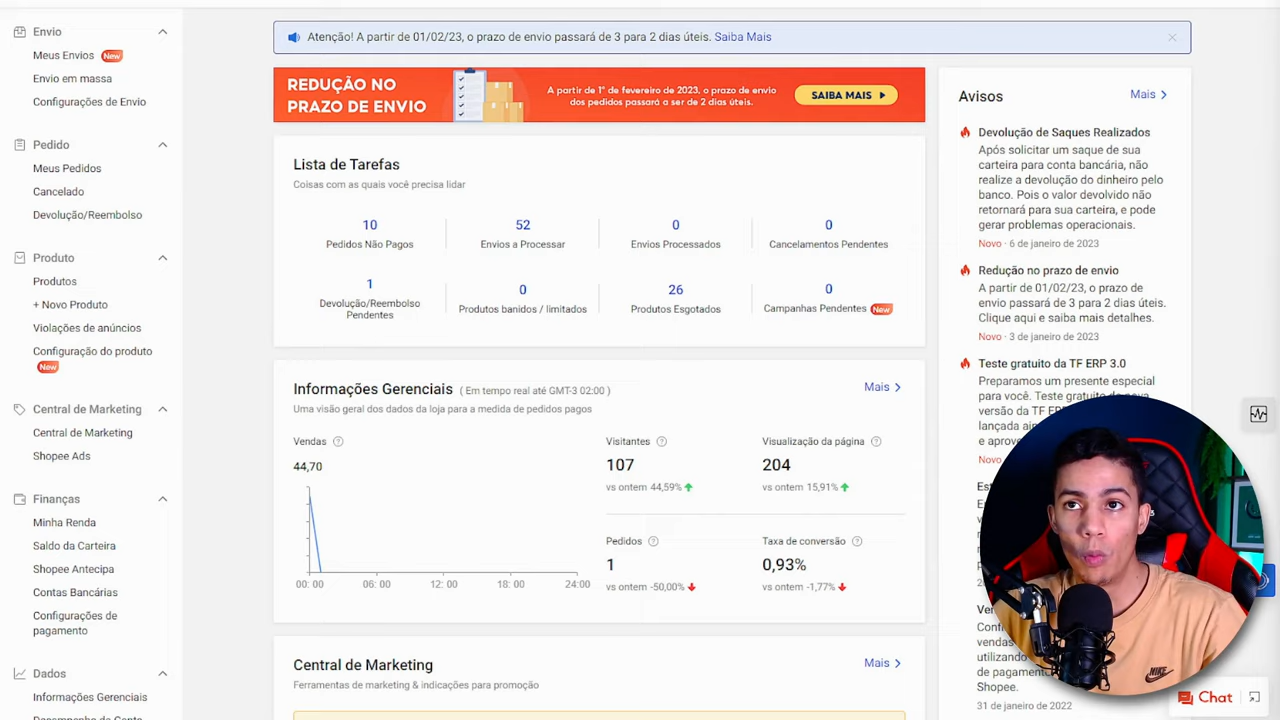 Envio
Meus Envios New
Envio em massa
Configurações de Envio
Pedido
Meus Pedidos
Cancelado
Devolução/Reembolso
Produto
Produtos
+ Novo Produto
Violações de anúncios
Configuração do produto
New
Central de Marketing
Central de Marketing
Shopee Ads
Finanças
Minha Renda
Saldo da Carteira
Shopee Antecipa
Contas Bancárias
Configurações de
pagamento
Dados
Informações Gerenciais
Atenção! A partir de 01/02/23, o prazo de envio passará de 3 para 2 dias úteis. Saiba Mais
REDUÇÃO NO
PRAZO DE ENVIO
A partir de 1º de fevereiro de 2023, o prazo de envio
dos pedidos passará a ser de 2 dias úteis.
SAIBA MAIS
Lista de Tarefas
Coisas com as quais você precisa lidar
10
Pedidos Não Pagos
52
Envios a Processar
0
Envios Processados
0
Cancelamentos Pendentes
1
Devolução/Reembolso
Pendentes
0
Produtos banidos / limitados
26
Produtos Esgotados
0
Campanhas Pendentes New
Informações Gerenciais ( Em tempo real até GMT-3 02:00 )
Mais
Uma visão geral dos dados da loja para a medida de pedidos pagos
Vendas
44,70
00:00 06:00 12:00 18:00 24:00
Visitantes
107
vs ontem 44,59%
Visualização da página
204
vs ontem 15,91%
Pedidos
1
vs ontem -50,00%
Taxa de conversão
0,93%
vs ontem -1,77%
Central de Marketing
Mais
Ferramentas de marketing & indicações para promoção
Avisos
Mais
Devolução de Saques Realizados
Após solicitar um saque de sua
carteira para conta bancária, não
realize a devolução do dinheiro pelo
banco. Pois o valor devolvido não
retornará para sua carteira, e pode
gerar problemas operacionais.
Novo · 6 de janeiro de 2023
Redução no prazo de envio
A partir de 01/02/23, o prazo de
envio passará de 3 para 2 dias úteis.
Clique aqui e saiba mais detalhes.
Novo · 3 de janeiro de 2023
Teste gratuito da TF ERP 3.0
Preparamos um presente especial
para você. Teste gratuito
versão da TF
lançada
e
Novo
Confi
vendas
utilizando
de
Shopee.
31 de janeiro de 2022
NIKE
Chat